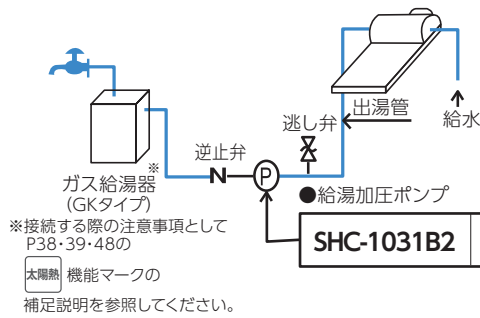 出湯管
給水
逃し弁
逆止弁
P
※
ガス給湯器
(GKタイプ)
●給湯加圧ポンプ
SHC-1031B2
※接続する際の注意事項として
P38・39・48の
太陽熱 機能マークの
補足説明を参照してください。